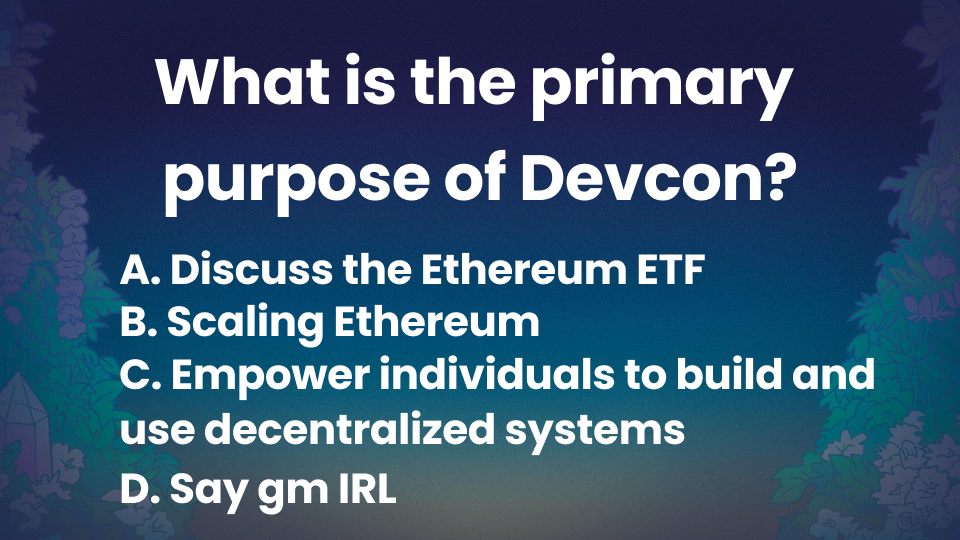 What is the primary
purpose of Devcon?
A. Discuss the Ethereum ETF
B. Scaling Ethereum
C. Empower individuals to build and
use decentralized systems
D. Say gm IRL